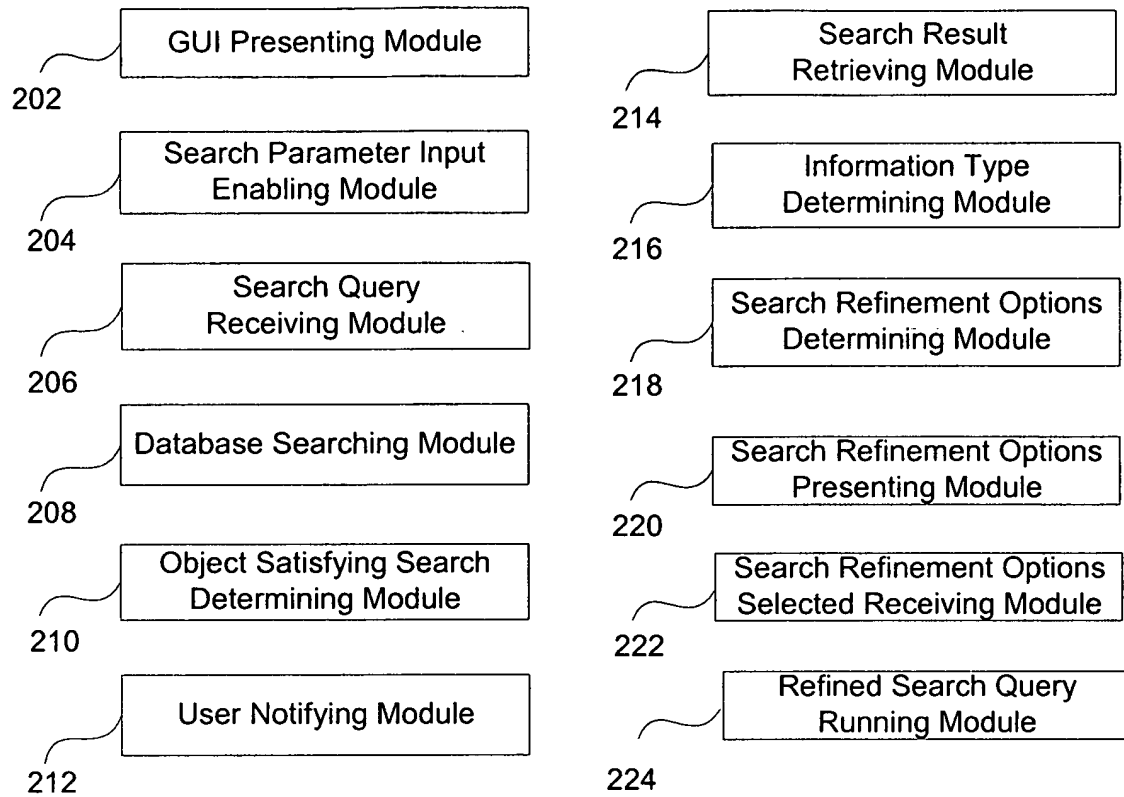 GUI Presenting Module
202
Search Parameter Input
Enabling Module
204
Search Query
Receiving Module
206
Database Searching Module
208
Object Satisfying Search
Determining Module
210
User Notifying Module
212
Search Result
Retrieving Module
214
Information Type
Determining Module
216
Search Refinement Options
Determining Module
218
Search Refinement Options
Presenting Module
220
Search Refinement Options
Selected Receiving Module
222
Refined Search Query
Running Module
224